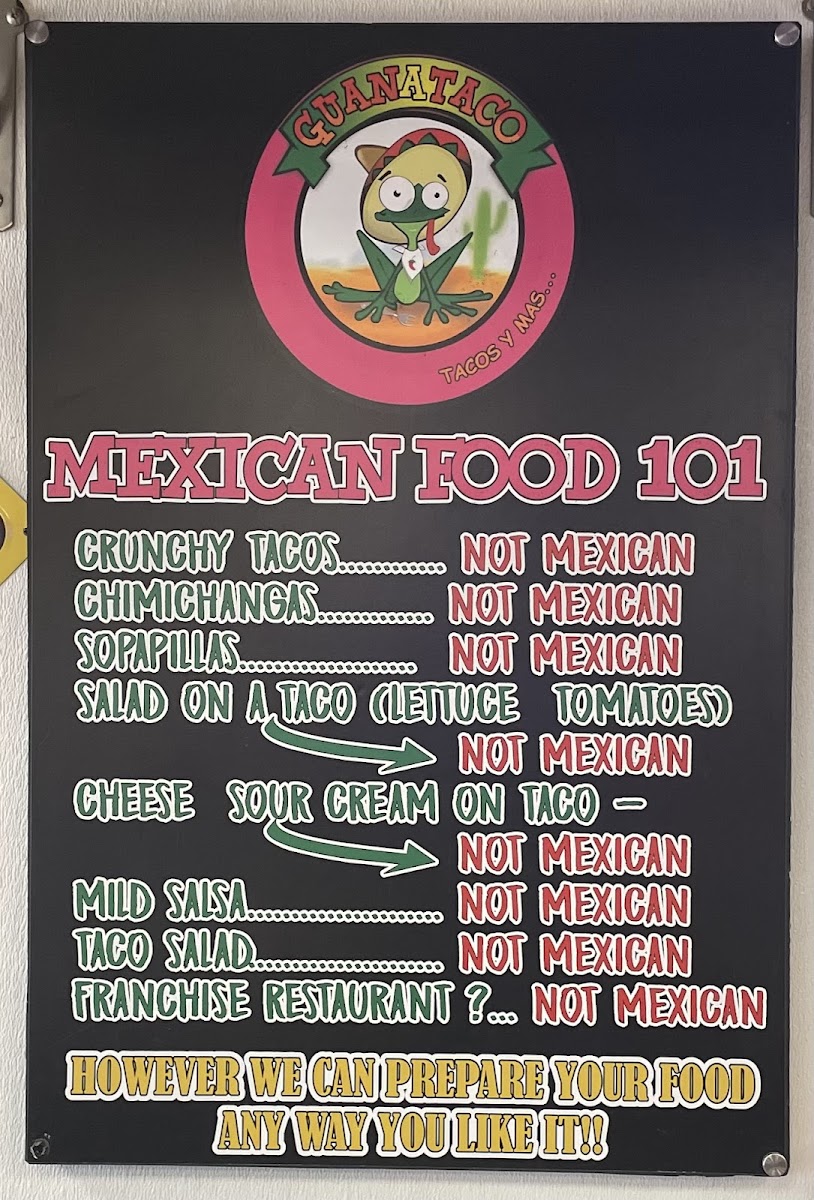 GUANATACO
TACOS Y MAS...
MEXICAN FOOD 101
CRUNCHY TACOS............ NOT MEXICAN
CHIMICHANGAS............. NOT MEXICAN
SOPAPILLAS.................... NOT MEXICAN
SALAD ON A TACO (LETTUCE TOMATOES)
NOT MEXICAN
CHEESE SOUR CREAM ON TACO –
NOT MEXICAN
MILD SALSA...................... NOT MEXICAN
TACO SALAD...................... NOT MEXICAN
FRANCHISE RESTAURANT ?... NOT MEXICAN
HOWEVER WE CAN PREPARE YOUR FOOD
ANY WAY YOU LIKE IT!!